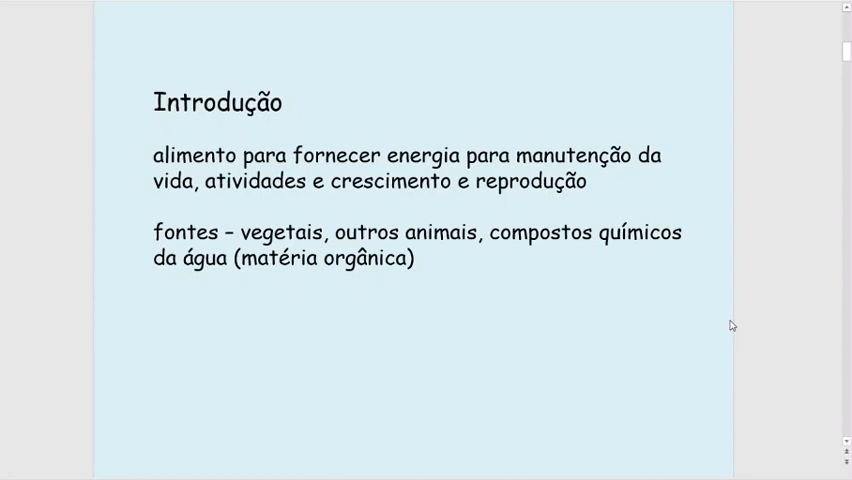 Introdução
alimento para fornecer energia para manutenção da
vida, atividades e crescimento e reprodução
fontes – vegetais, outros animais, compostos químicos
da água (matéria orgânica)